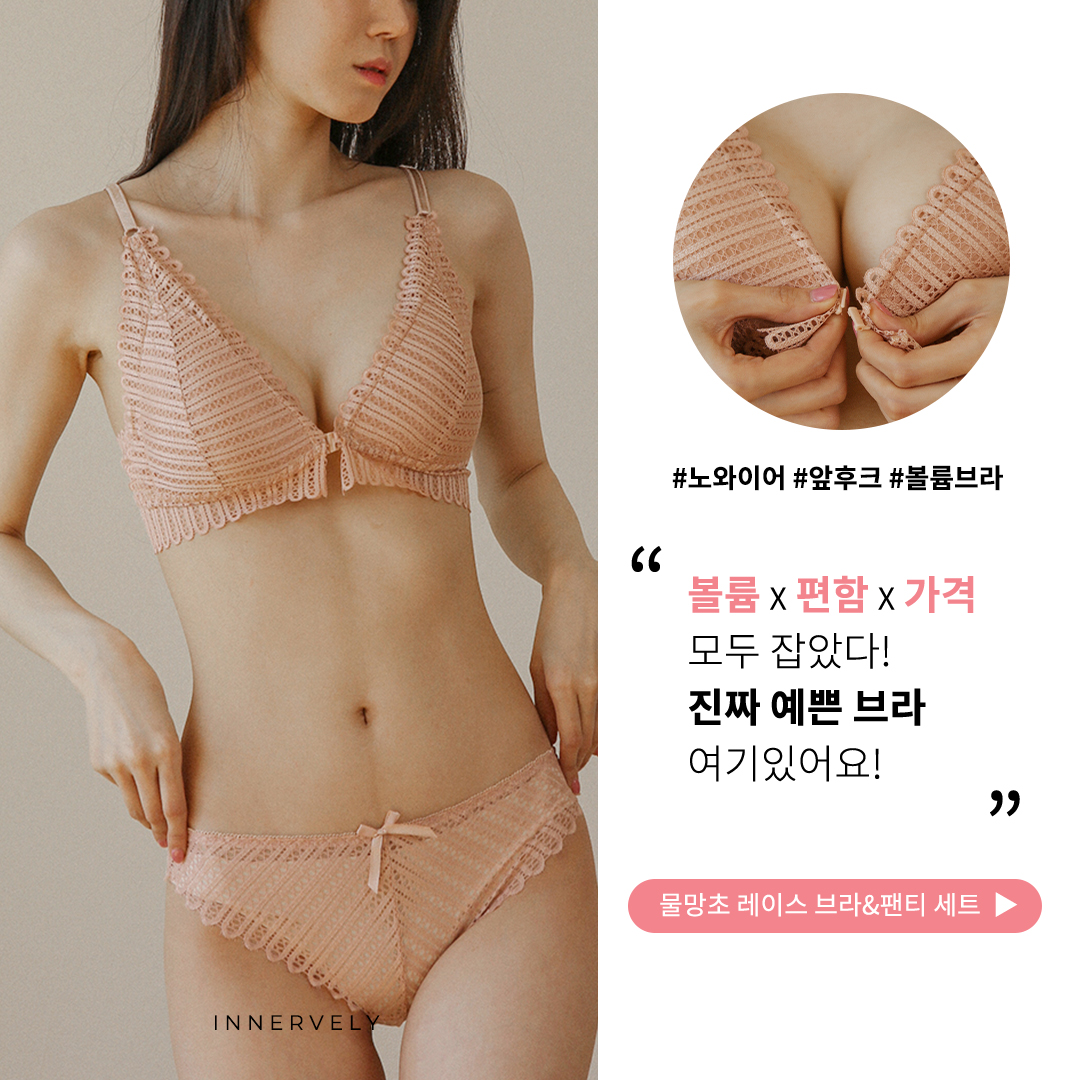 #노와이어 #앞후크 #볼륨브라
“
볼륨 x 편함 x 가격
모두 잡았다!
진짜 예쁜 브라
여기있어요!
”
물망초 레이스 브라&팬티 세트 ▶
INNERVELY